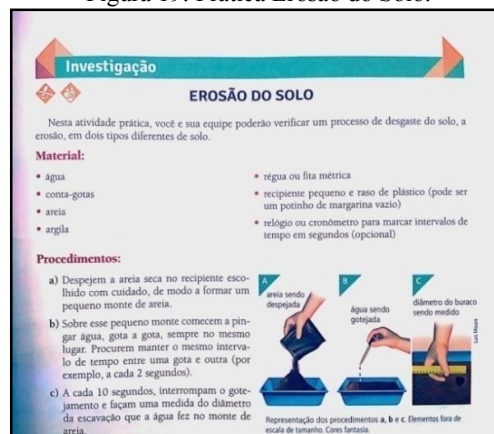 Figura 19: Prática Erosão do Solo.
Investigação
EROSÃO DO SOLO
Nesta atividade prática, você e sua equipe poderão verificar um processo de desgaste do solo, a
erosão, em dois tipos diferentes de solo.
Material:
• água
• conta-gotas
• areia
• argila
• régua ou fita métrica
• recipiente pequeno e raso de plástico (pode ser
um potinho de margarina vazio)
• relógio ou cronômetro para marcar intervalos de
tempo em segundos (opcional)
Procedimentos:
a) Despejem a areia seca no recipiente esco-
lhido com cuidado, de modo a formar um
pequeno monte de areia.
b) Sobre esse pequeno monte comecem a pin-
gar água, gota a gota, sempre no mesmo
lugar. Procurem manter o mesmo interva-
lo de tempo entre uma gota e outra (por
exemplo, a cada 2 segundos).
c) A cada 10 segundos, interrompam o gote-
jamento e façam uma medida do diâmetro
da escavação que a água fez no monte de
areia.
A
areia sendo
despejada
B
água sendo
gotejada
C
diâmetro do buraco
sendo medido
Luis Moura
Representação dos procedimentos a, b e c. Elementos fora de
escala de tamanho. Cores fantasia.